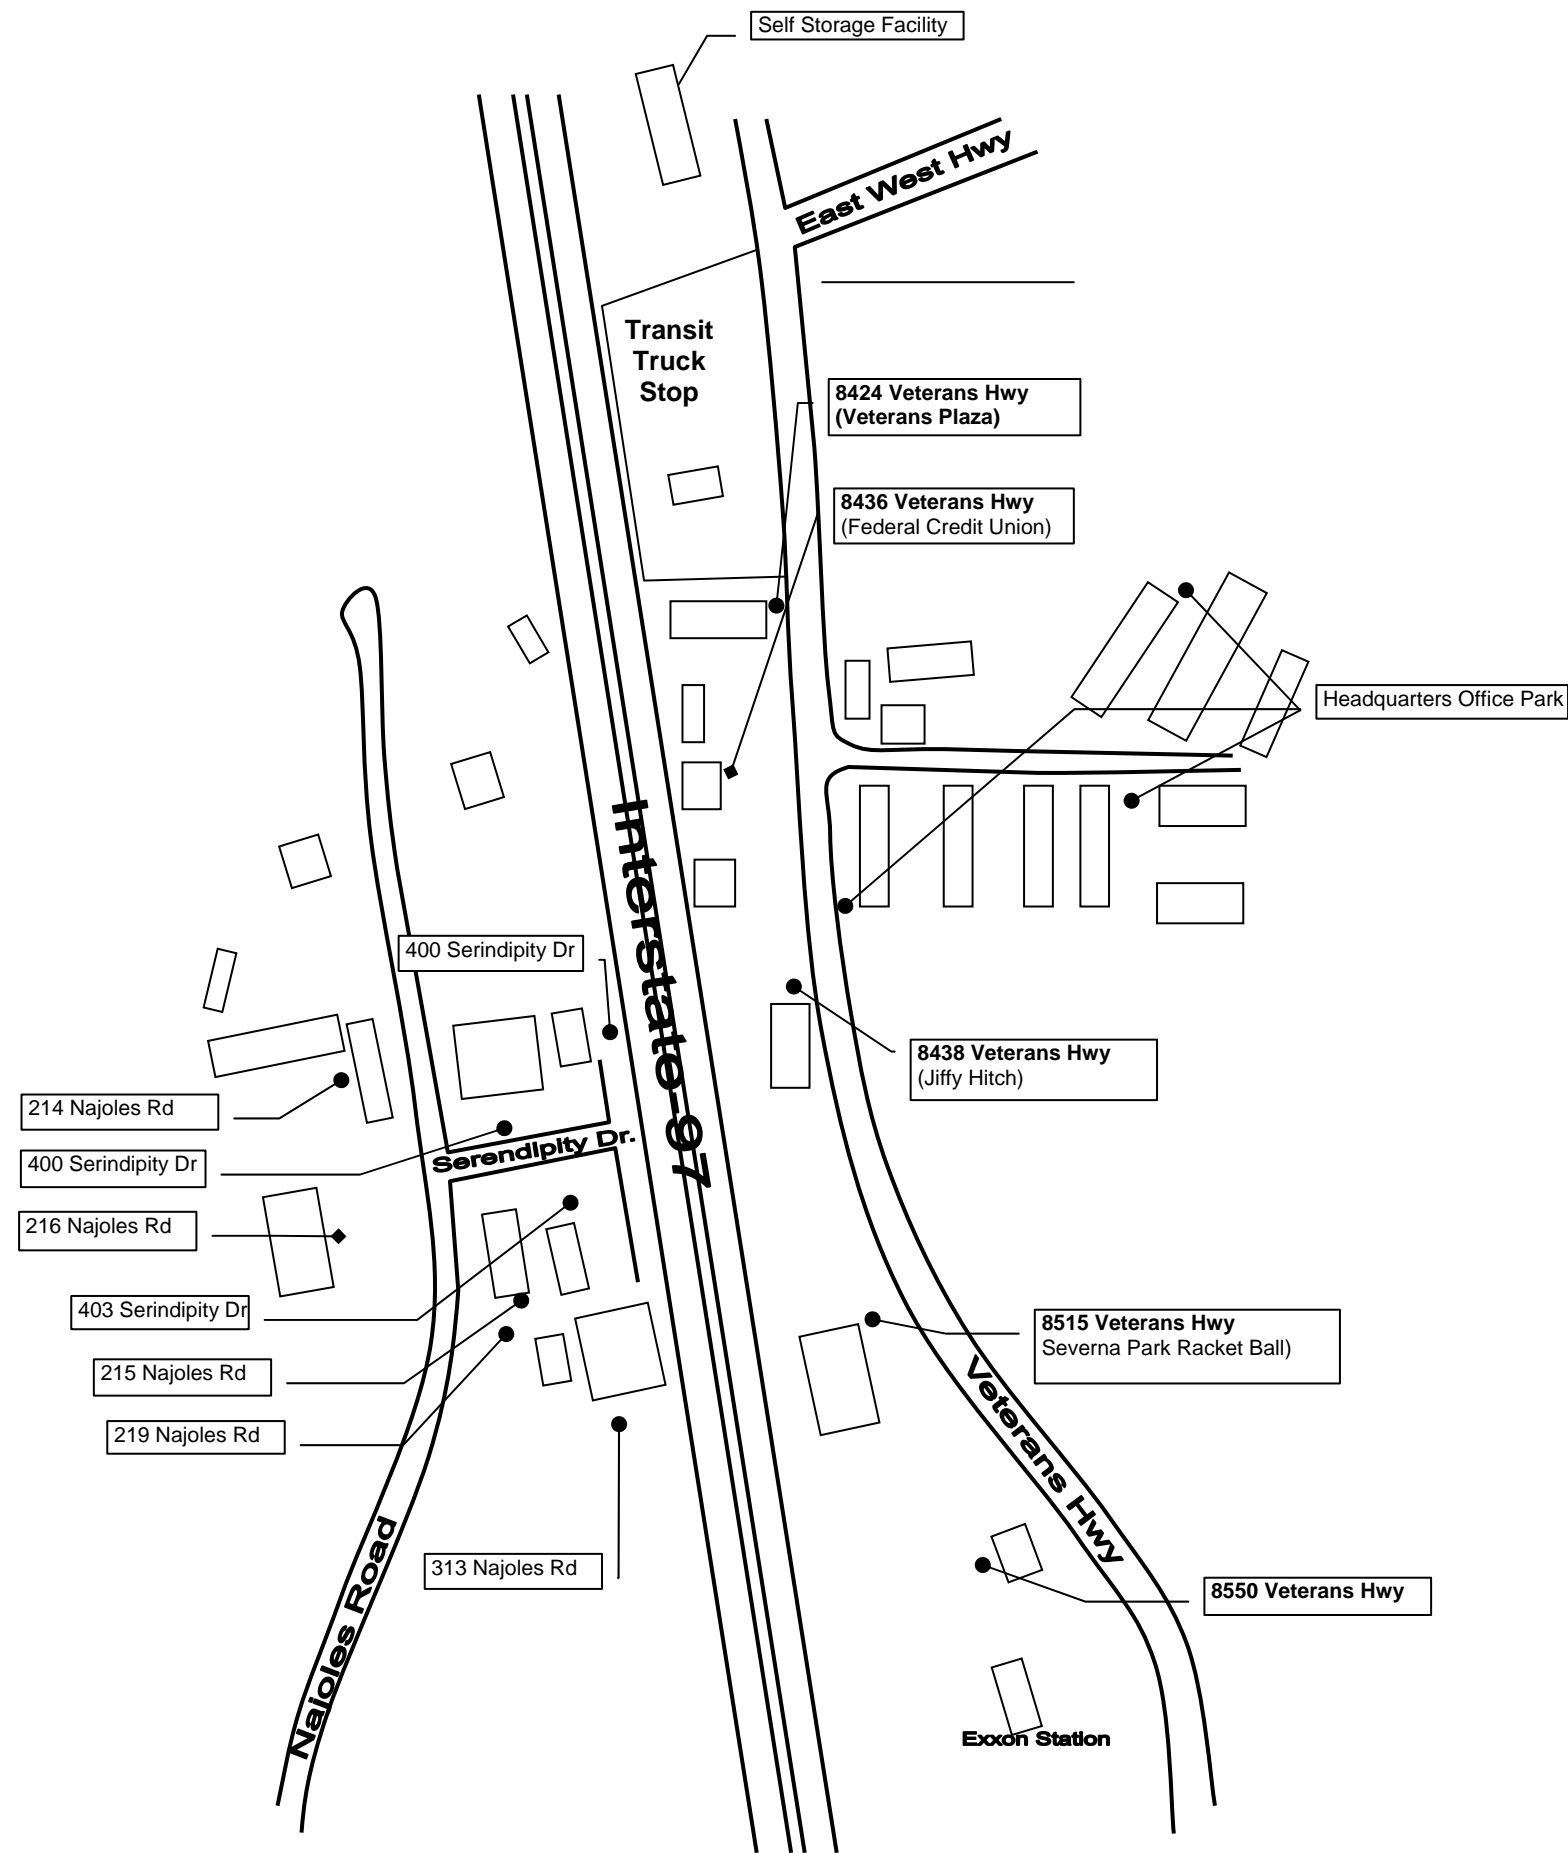 Self Storage Facility
East West Hwy
Transit
Truck
Stop
8424 Veterans Hwy
(Veterans Plaza)
8436 Veterans Hwy
(Federal Credit Union)
Headquarters Office Park
Interstate-97
400 Serindipity Dr
8438 Veterans Hwy
(Jiffy Hitch)
214 Najoles Rd
Serendipity Dr.
400 Serindipity Dr
216 Najoles Rd
403 Serindipity Dr
8515 Veterans Hwy
Severna Park Racket Ball)
215 Najoles Rd
219 Najoles Rd
Veterans Hwy
Najoles Road
313 Najoles Rd
8550 Veterans Hwy
Exxon Station